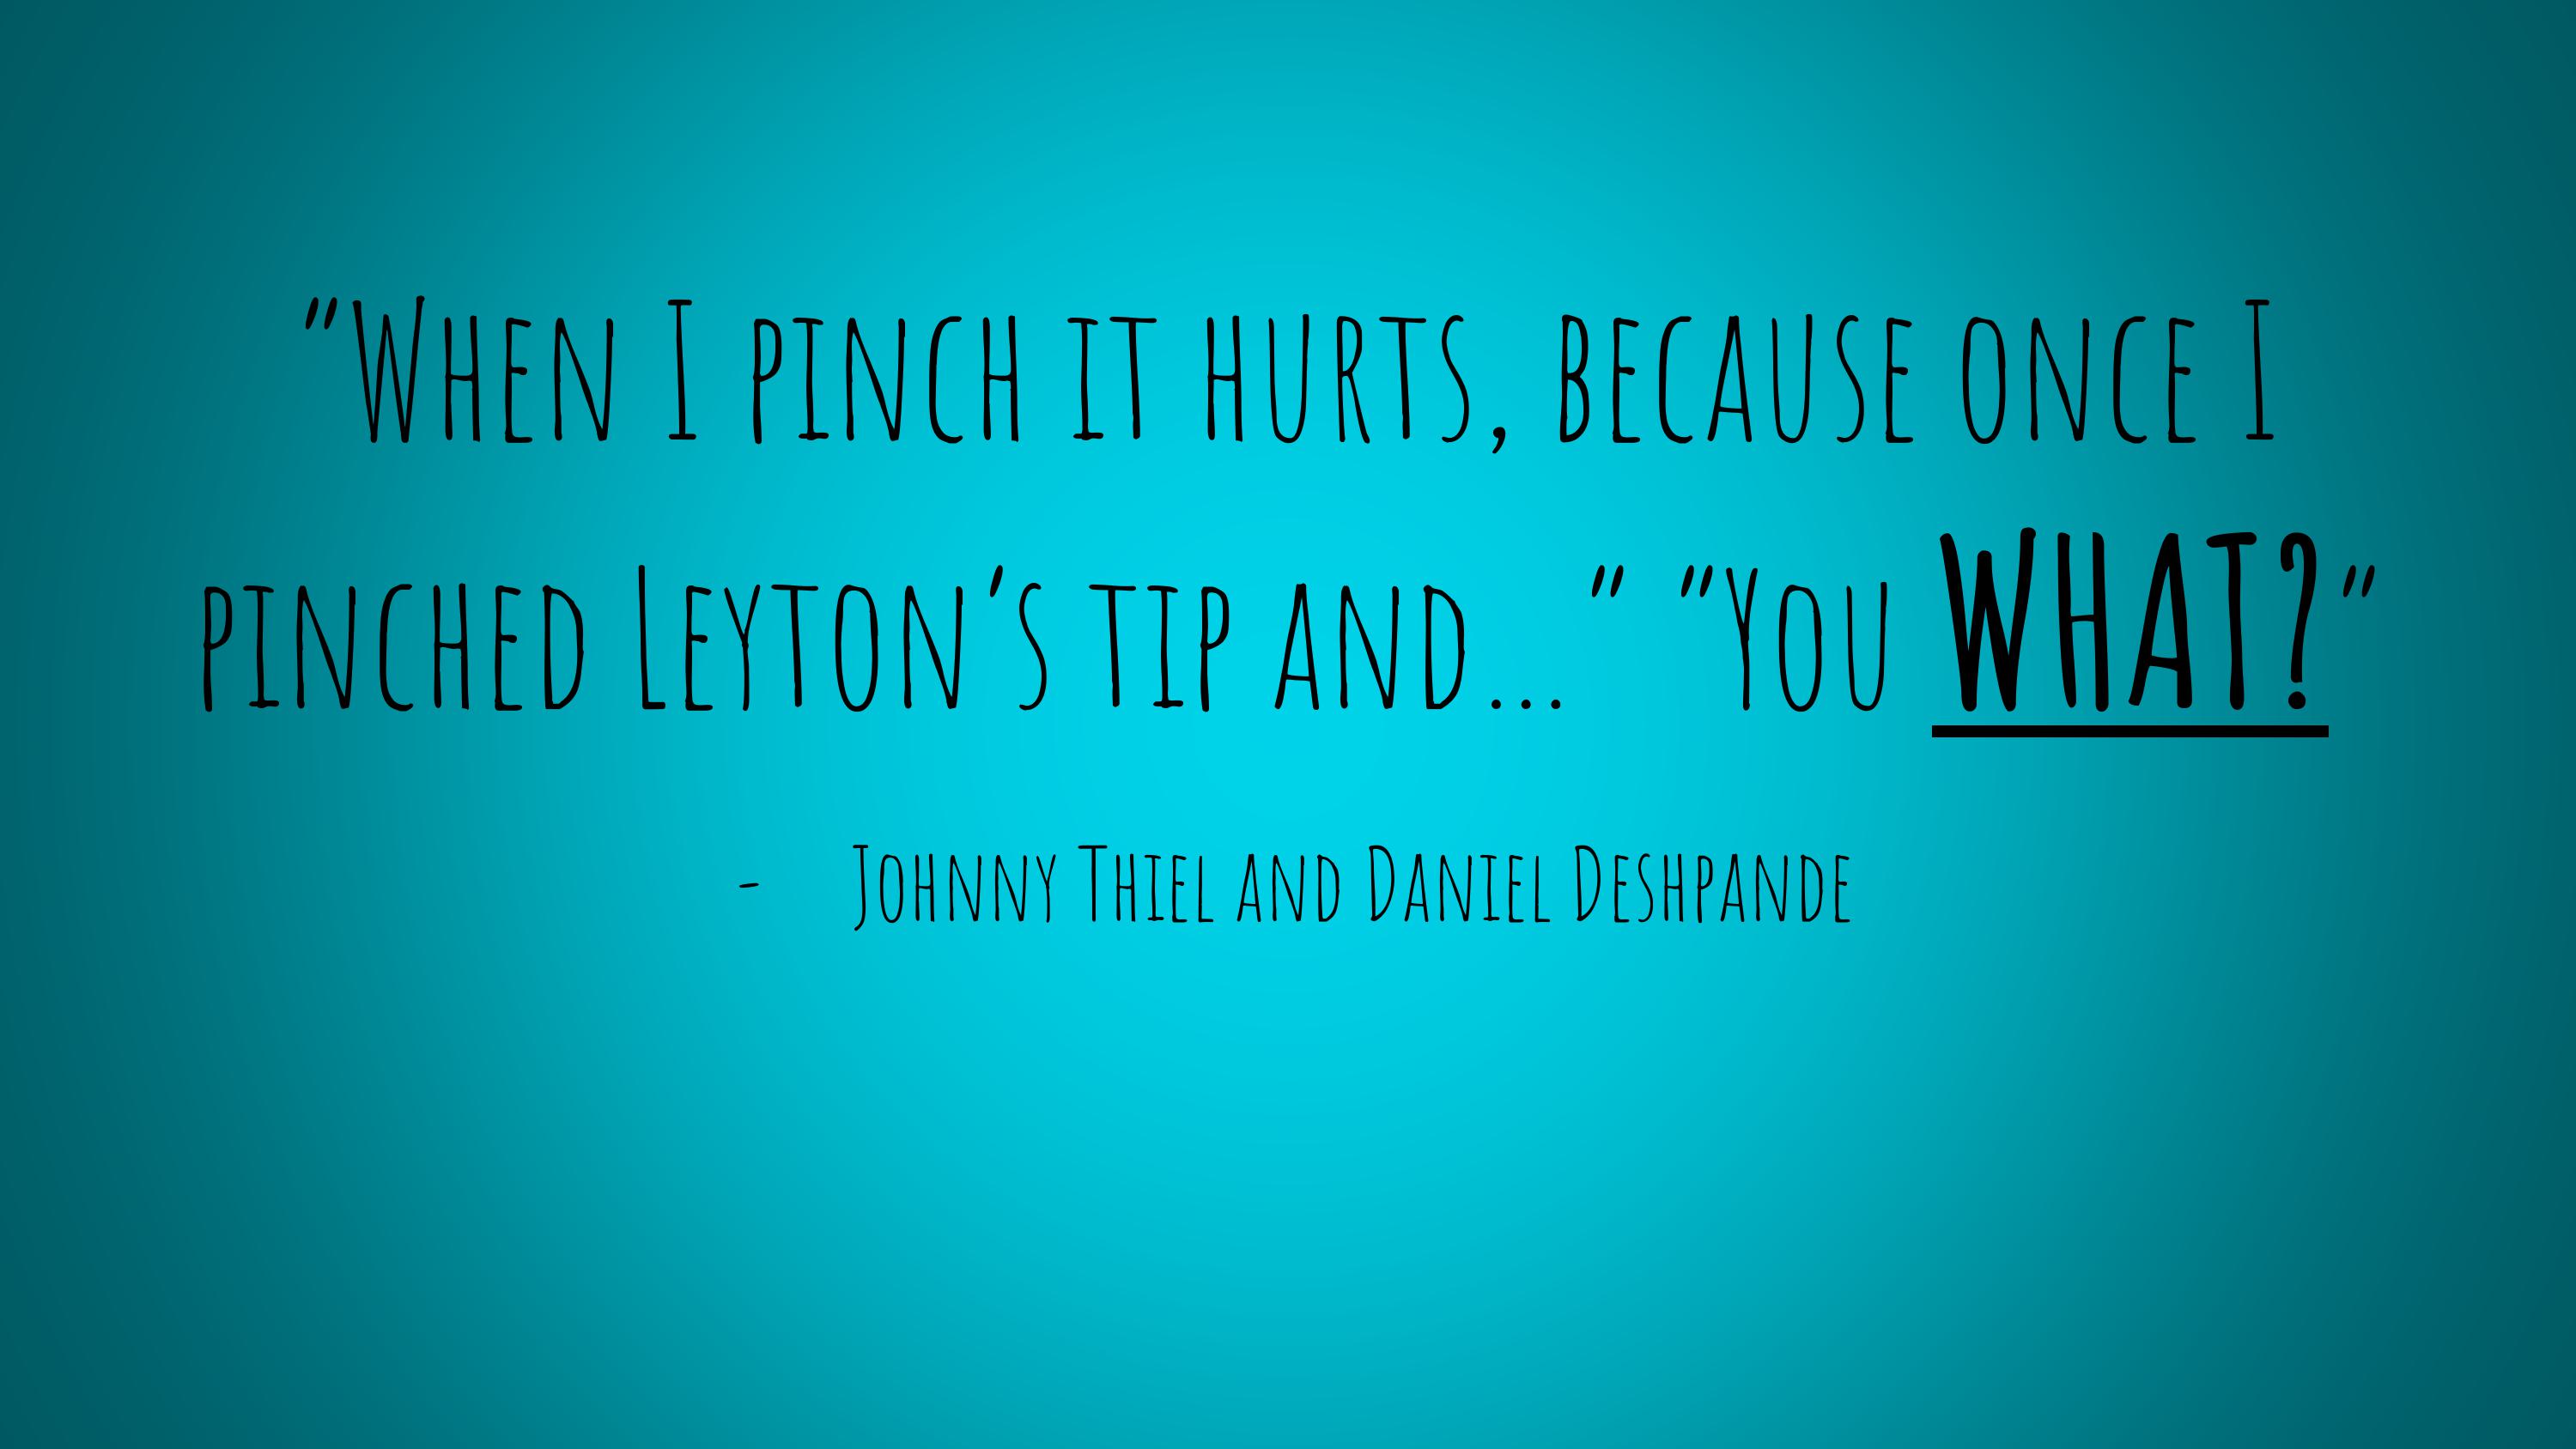 "When I pinch it hurts, because once I
pinched Leyton's tip and..." "You WHAT?"
- Johnny Thiel and Daniel Deshpande